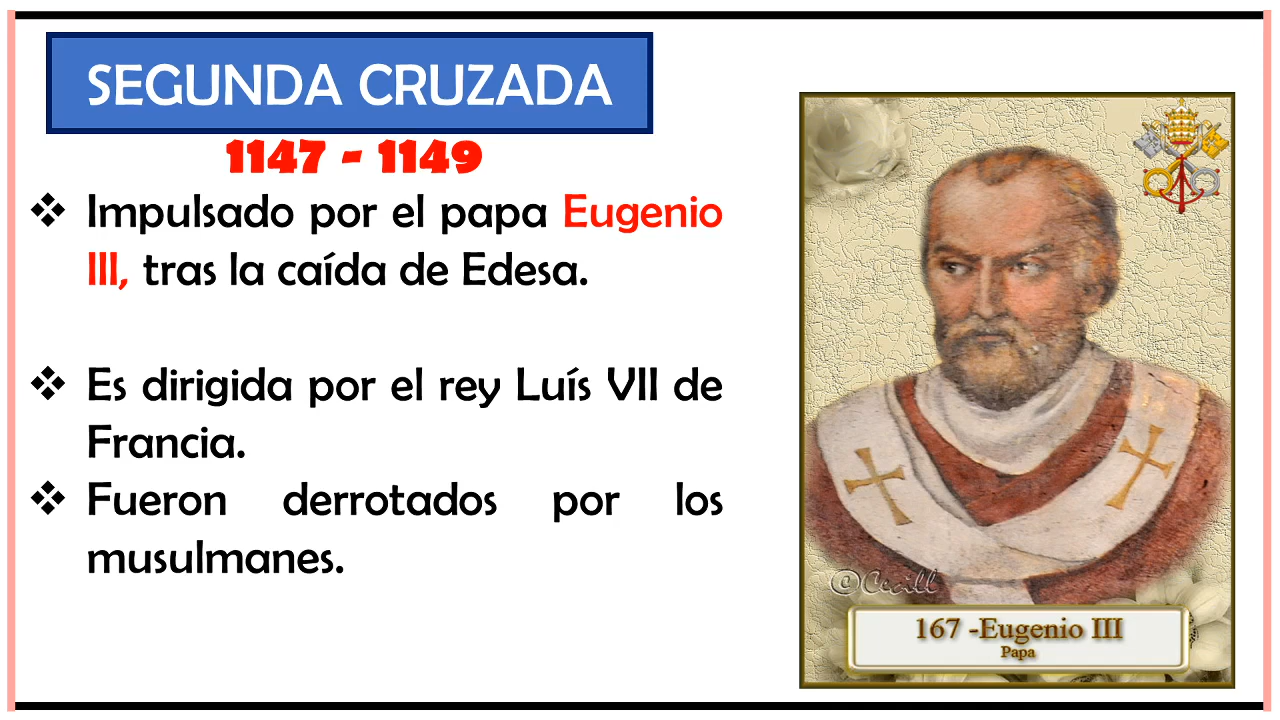 SEGUNDA CRUZADA
1147 - 1149
❖ Impulsado por el papa Eugenio
III, tras la caída de Edesa.
❖ Es dirigida por el rey Luís VII de
Francia.
❖ Fueron derrotados por los
musulmanes.
©Cecill
167 -Eugenio III
Papa